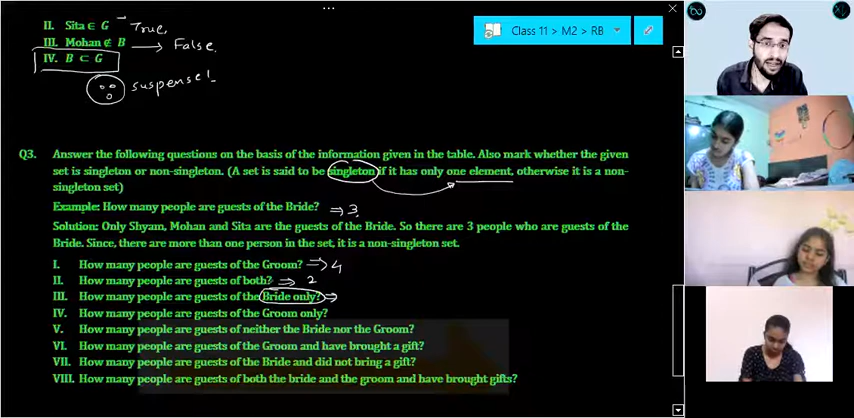 ...
Class 11 > M2 > RB
II. Sita ∈ G True.
III. Mohan ∉ B → False.
IV. B ⊂ G
suspense!
Q3. Answer the following questions on the basis of the information given in the table. Also mark whether the given
set is singleton or non-singleton. (A set is said to be singleton if it has only one element, otherwise it is a non-
singleton set)
Example: How many people are guests of the Bride? ⇒ 3.
Solution: Only Shyam, Mohan and Sita are the guests of the Bride. So there are 3 people who are guests of the
Bride. Since, there are more than one person in the set, it is a non-singleton set.
I. How many people are guests of the Groom? ⇒ 4
II. How many people are guests of both? ⇒ 2
III. How many people are guests of the Bride only? ⇒
IV. How many people are guests of the Groom only?
V. How many people are guests of neither the Bride nor the Groom?
VI. How many people are guests of the Groom and have brought a gift?
VII. How many people are guests of the Bride and did not bring a gift?
VIII. How many people are guests of both the bride and the groom and have brought gifts?